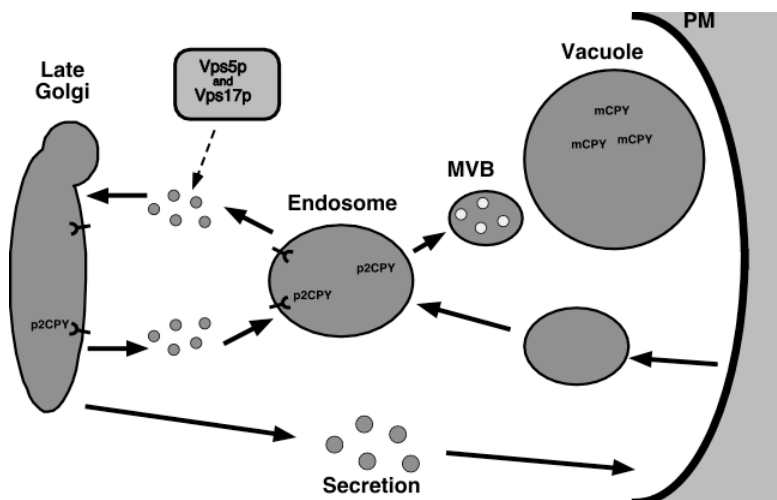 PM
Late
Golgi
Vps5p
and
Vps17p
Vacuole
mCPY
mCPY mCPY
MVB
Endosome
p2CPY
p2CPY
p2CPY
Secretion